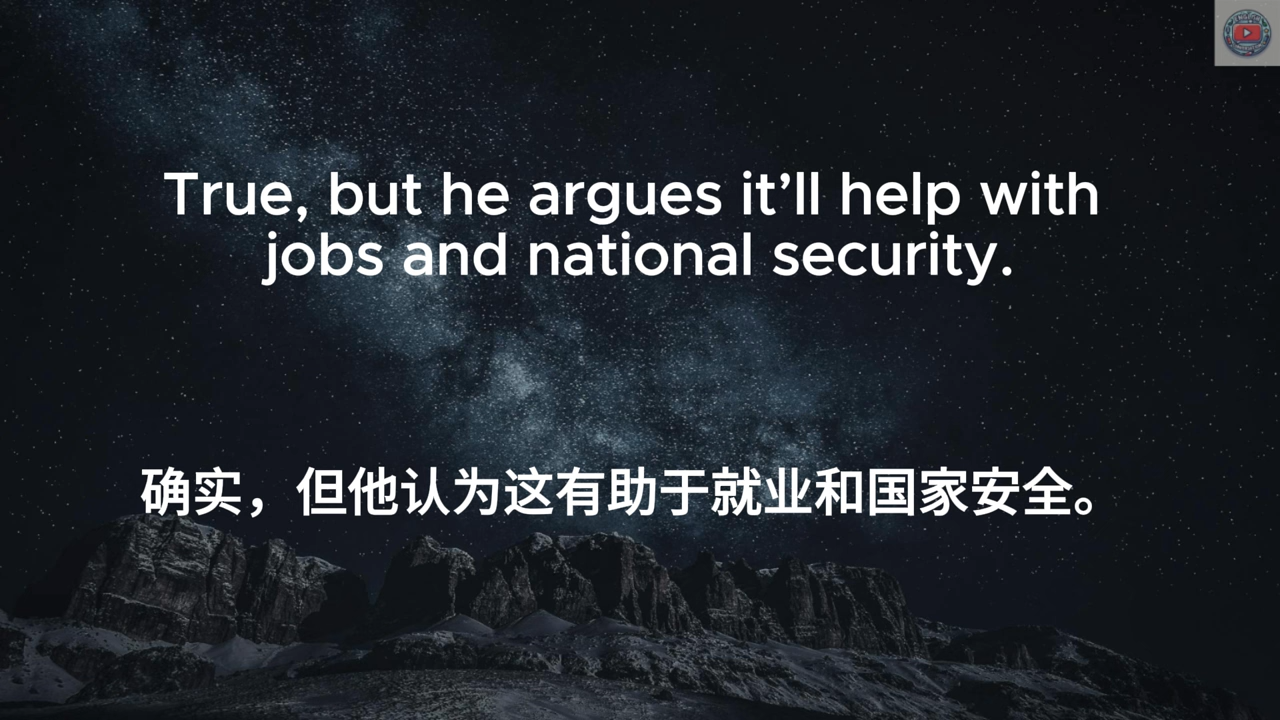 True, but he argues it’ll help with
jobs and national security.
确实，但他认为这有助于就业和国家安全。